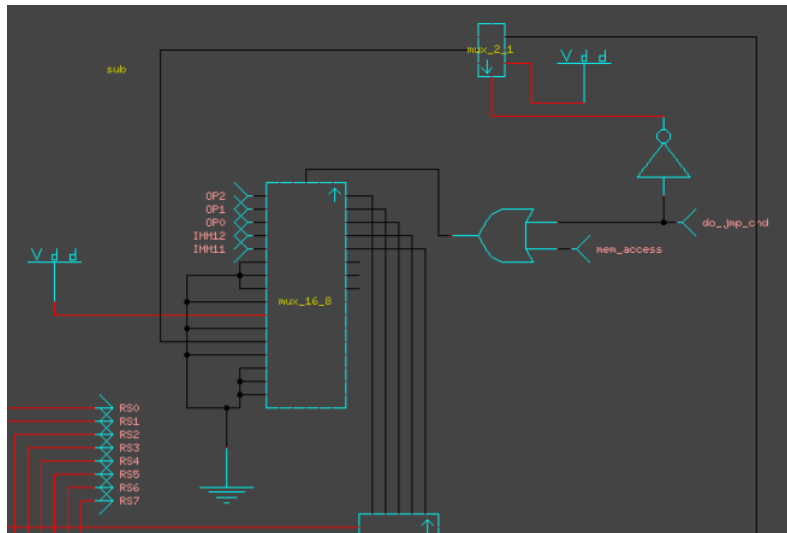 mux_2_1
Vdd
sub
OP2
OP1
OP0
IMM12
IMM11
do_jmp_cnd
mem_access
Vdd
mux_16_8
RS0
RS1
RS2
RS3
RS4
RS5
RS6
RS7